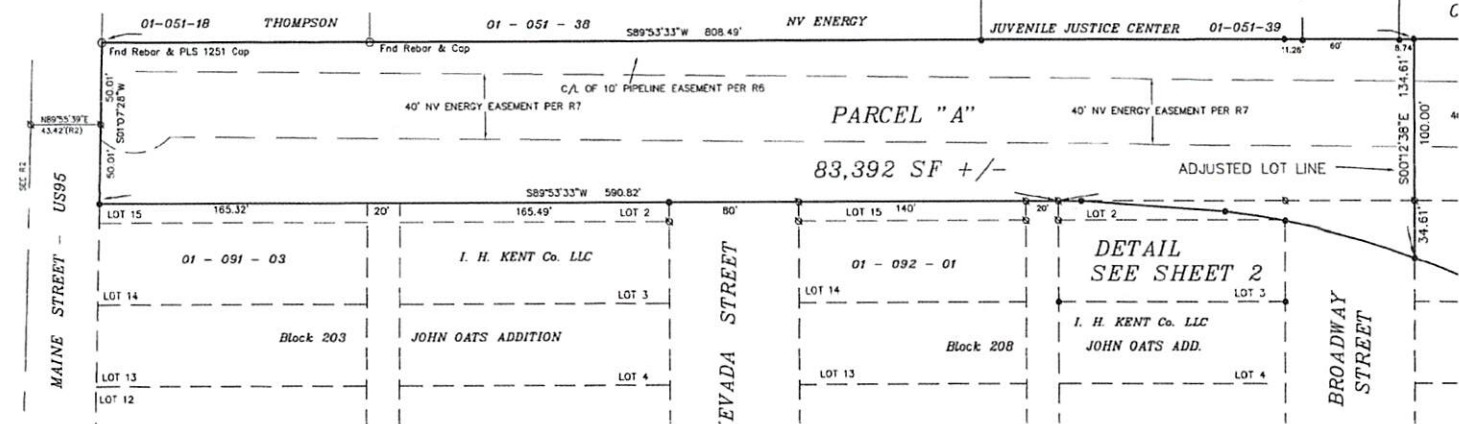 01-051-18 THOMPSON
01 - 051 - 38
NV ENERGY
S89°53'33"W 808.49'
JUVENILE JUSTICE CENTER 01-051-39
C
Fnd Rebar & PLS 1251 Cap
Fnd Rebar & Cap
11.26'
60'
8.74'
50.01'
S01°07'28"W
50.01'
C/L OF 10' PIPELINE EASEMENT PER R6
40' NV ENERGY EASEMENT PER R7
PARCEL "A"
40' NV ENERGY EASEMENT PER R7
S00°12'38"E 134.61'
100.00'
40
N89°55'39"E
43.42'(R2)
SEE R2
83,392 SF +/-
ADJUSTED LOT LINE
MAINE STREET - US95
S89°53'33"W 590.82'
LOT 15
165.32'
20'
165.49'
LOT 2
80'
LOT 15
140'
20'
LOT 2
34.61'
01 - 091 - 03
I. H. KENT Co. LLC
EVADA STREET
01 - 092 - 01
DETAIL
SEE SHEET 2
LOT 14
LOT 3
LOT 14
LOT 3
Block 203
JOHN OATS ADDITION
Block 208
I. H. KENT Co. LLC
JOHN OATS ADD.
BROADWAY
STREET
LOT 13
LOT 4
LOT 13
LOT 4
LOT 12